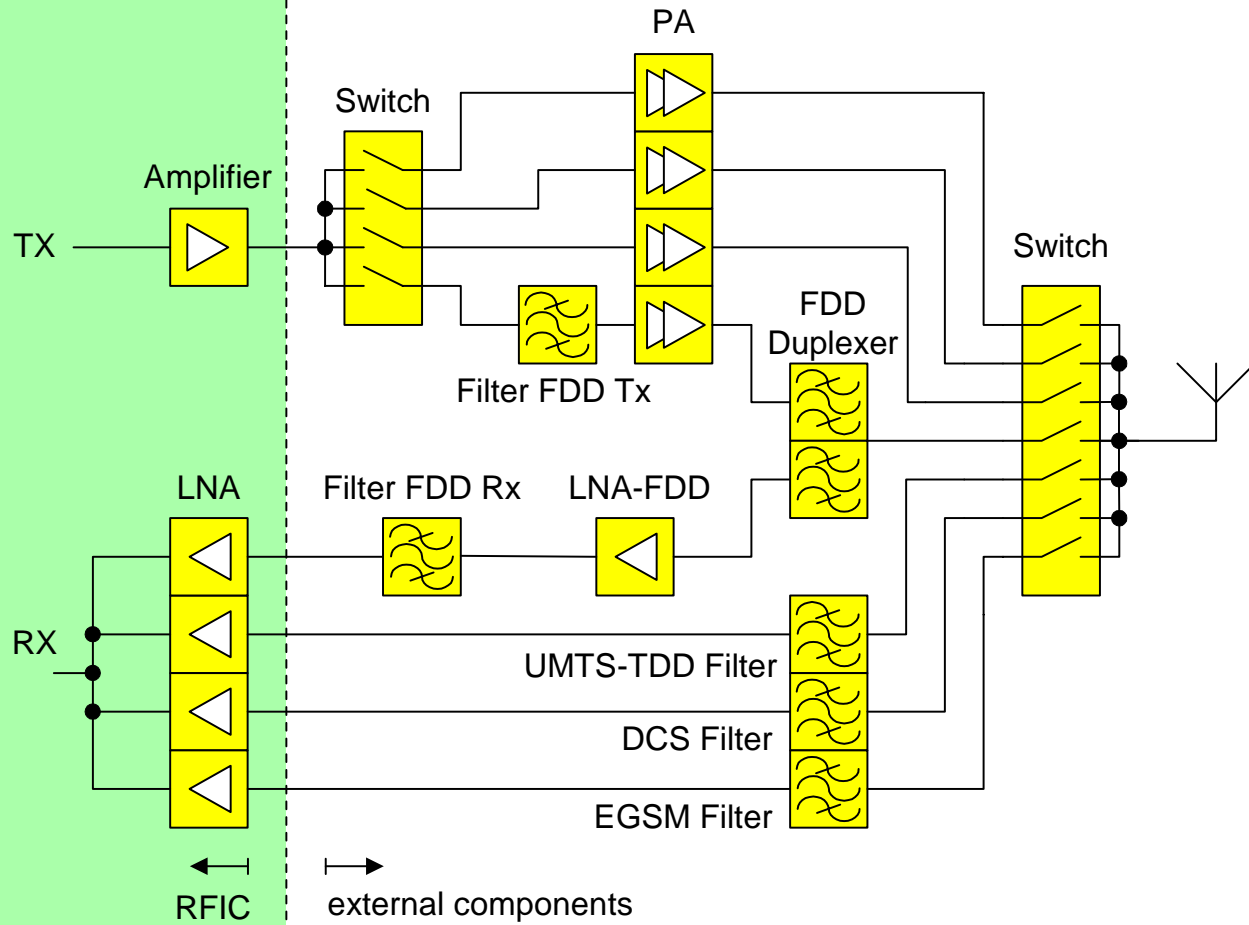 PA
Switch
Amplifier
TX
Switch
FDD
Duplexer
Filter FDD Tx
LNA
Filter FDD Rx
LNA-FDD
RX
UMTS-TDD Filter
DCS Filter
EGSM Filter
RFIC
external components